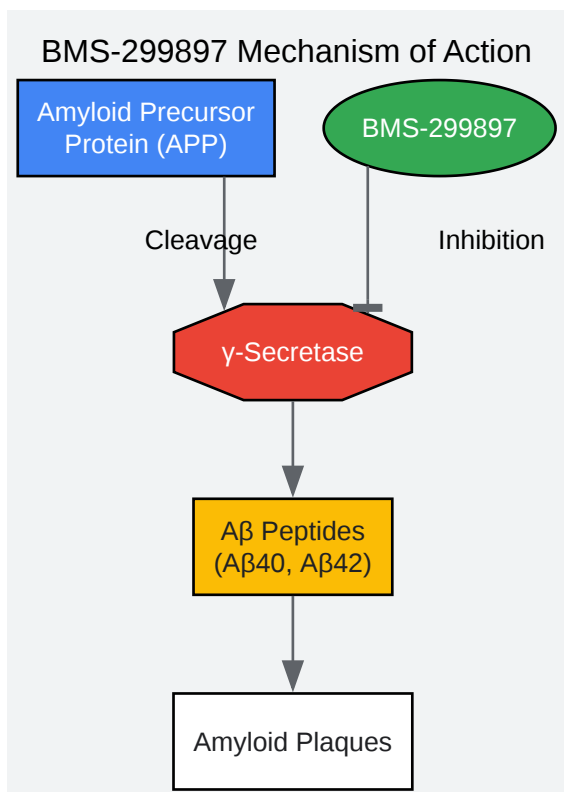 BMS-299897 Mechanism of Action
Amyloid Precursor
Protein (APP)
BMS-299897
Cleavage
Inhibition
γ-Secretase
Aβ Peptides
(Aβ40, Aβ42)
Amyloid Plaques